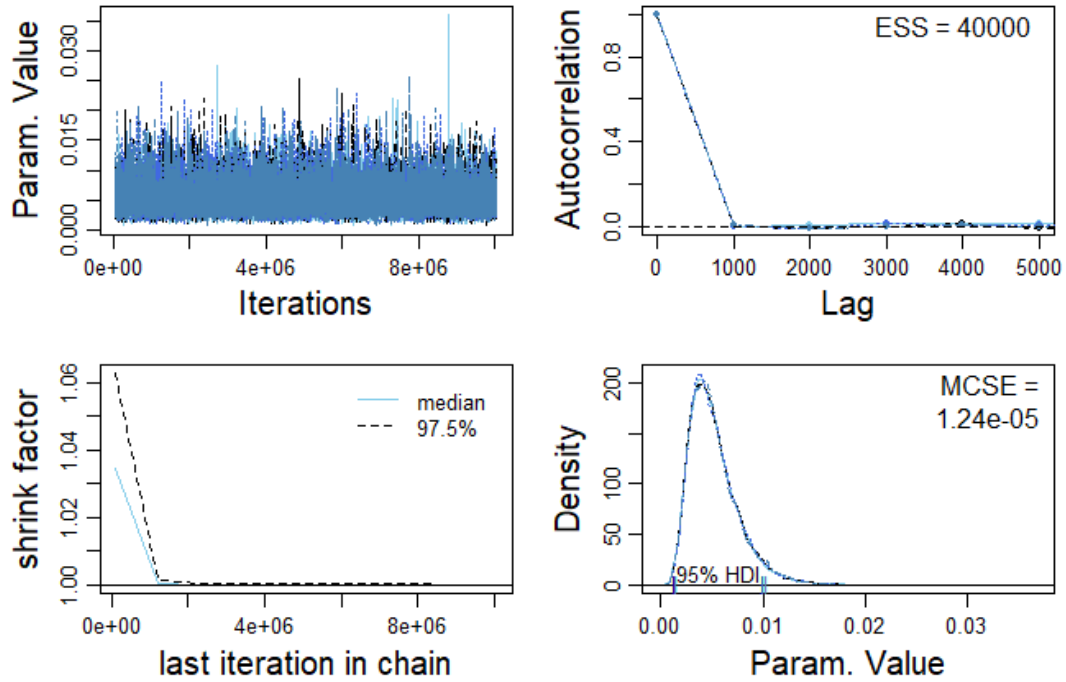 Param. Value
0.000
0.015
0.030
0e+00
4e+06
8e+06
Iterations
ESS = 40000
Autocorrelation
0.0
0.4
0.8
0
1000
2000
3000
4000
5000
Lag
shrink factor
1.00
1.02
1.04
1.06
median
97.5%
0e+00
4e+06
8e+06
last iteration in chain
MCSE =
1.24e-05
Density
0
50
100
200
95% HDI
0.00
0.01
0.02
0.03
Param. Value